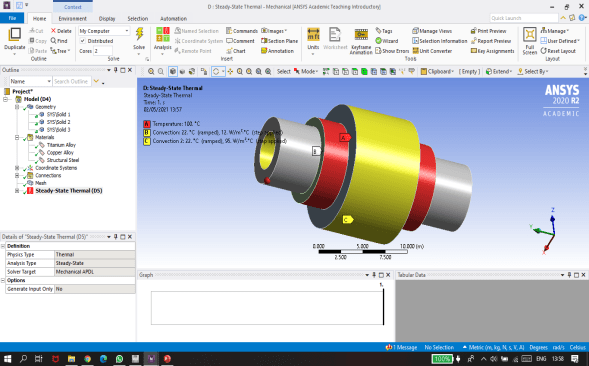 Context
D : Steady-State Thermal - Mechanical [ANSYS Academic Teaching Introduction]
File Home Environment Display Selection Automation
Quick Launch
Duplicate
Cut Delete
Copy Find
Paste Tree
Outline
My Computer
Distributed
Cores 2
Solve
Solve
Analysis
Named Selection
Coordinate System
Remote Point
Commands
Comment
Chart
Images
Section Plane
Annotation
Insert
Units Worksheet Keyframe Animation
Tags
Wizard
Show Errors
Manage Views
Selection Information
Unit Converter
Print Preview
Report Preview
Key Assignments
Tools
Full Screen
Manage
User Defined
Reset Layout
Layout
Outline
Name Search Outline
Select Mode
Clipboard [ Empty ] Extend Select By
Project*
Model (D4)
Geometry
SYS\Solid 1
SYS\Solid 2
SYS\Solid 3
Materials
Titanium Alloy
Copper Alloy
Structural Steel
Coordinate Systems
Connections
Mesh
Steady-State Thermal (D5)
D: Steady-State Thermal
Steady-State Thermal
Time: 1. s
02/05/2021 13:57
A Temperature: 100. °C
B Convection: 22. °C (ramped), 12. W/m²·°C (step applied)
C Convection 2: 22. °C (ramped), 95. W/m²·°C (step applied)
ANSYS
2020 R2
ACADEMIC
A
B
C
0.000 5.000 10.000 (m)
2.500 7.500
Z
Y
X
Details of "Steady-State Thermal (D5)"
Definition
Physics Type Thermal
Analysis Type Steady-State
Solver Target Mechanical APDL
Options
Generate Input Only No
Graph
1.
Tabular Data
1 Message No Selection Metric (m, kg, N, s, V, A) Degrees rad/s Celsius
100% ENG 13:58